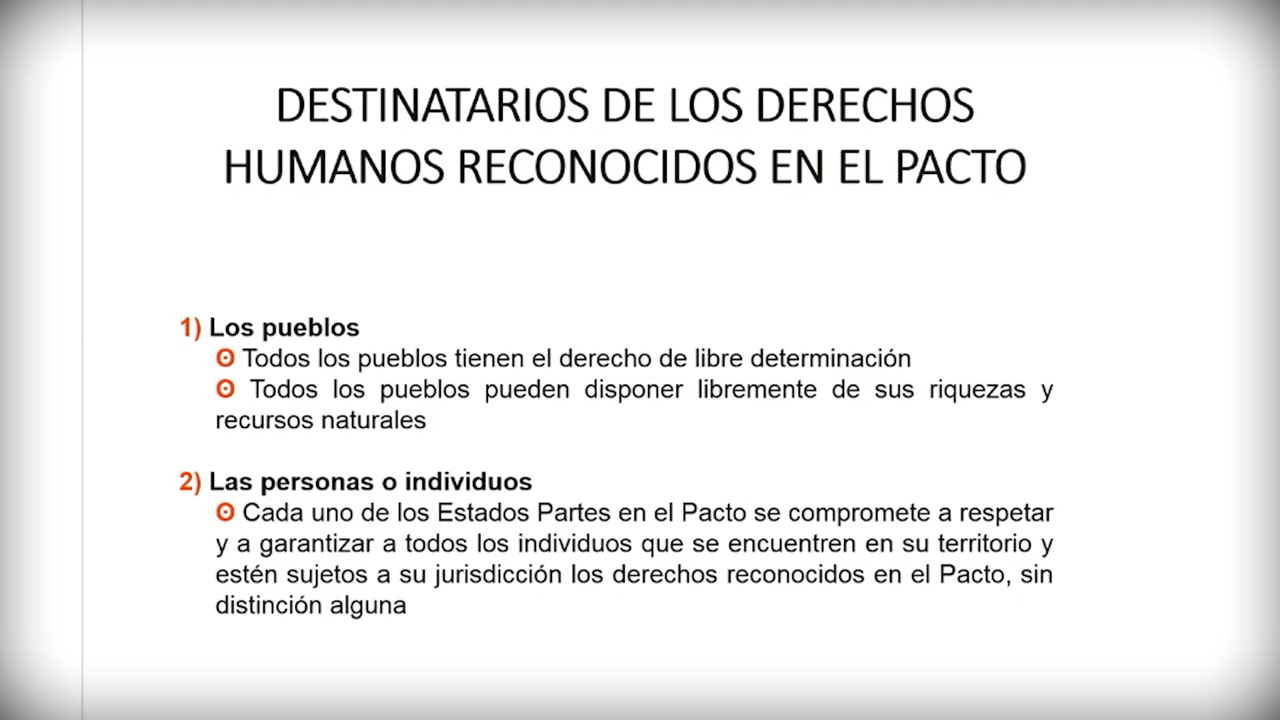 DESTINATARIOS DE LOS DERECHOS
HUMANOS RECONOCIDOS EN EL PACTO
1) Los pueblos
ʘ Todos los pueblos tienen el derecho de libre determinación
ʘ Todos los pueblos pueden disponer libremente de sus riquezas y
recursos naturales
2) Las personas o individuos
ʘ Cada uno de los Estados Partes en el Pacto se compromete a respetar
y a garantizar a todos los individuos que se encuentren en su territorio y
estén sujetos a su jurisdicción los derechos reconocidos en el Pacto, sin
distinción alguna